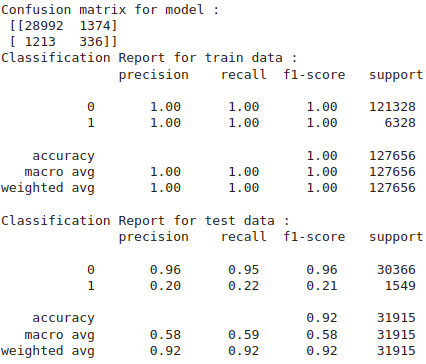 Confusion matrix for model :
[[28992 1374]
[ 1213 336]]
Classification Report for train data :
precision recall f1-score support
0 1.00 1.00 1.00 121328
1 1.00 1.00 1.00 6328
accuracy 1.00 127656
macro avg 1.00 1.00 1.00 127656
weighted avg 1.00 1.00 1.00 127656
Classification Report for test data :
precision recall f1-score support
0 0.96 0.95 0.96 30366
1 0.20 0.22 0.21 1549
accuracy 0.92 31915
macro avg 0.58 0.59 0.58 31915
weighted avg 0.92 0.92 0.92 31915